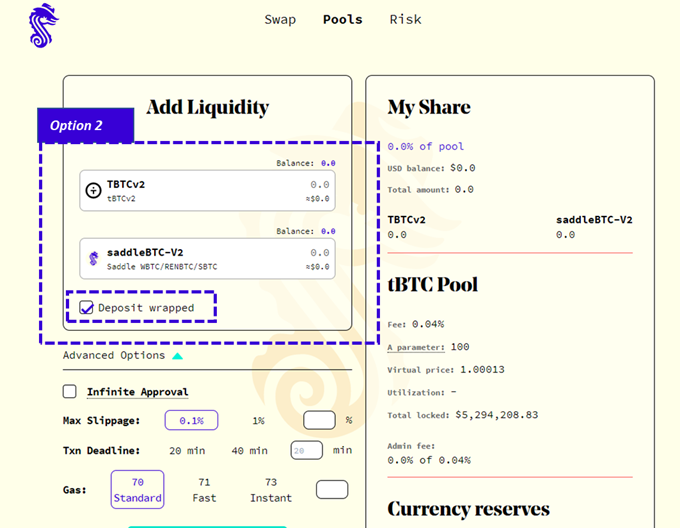 Swap Pools Risk
Add Liquidity
Option 2
Balance: 0.0
TBTCv2 0.0
tBTCv2 ≈$0.0
Balance: 0.0
saddleBTC-V2 0.0
Saddle WBTC/RENBTC/SBTC ≈$0.0
Deposit wrapped
Advanced Options
Infinite Approval
Max Slippage: 0.1% 1% %
Txn Deadline: 20 min 40 min 20 min
Gas: 70 Standard 71 Fast 73 Instant
My Share
0.0% of pool
USD balance: $0.0
Total amount: 0.0
TBTCv2 saddleBTC-V2
0.0 0.0
tBTC Pool
Fee: 0.04%
A parameter: 100
Virtual price: 1.00013
Utilization: -
Total locked: $5,294,208.83
Admin fee:
0.0% of 0.04%
Currency reserves